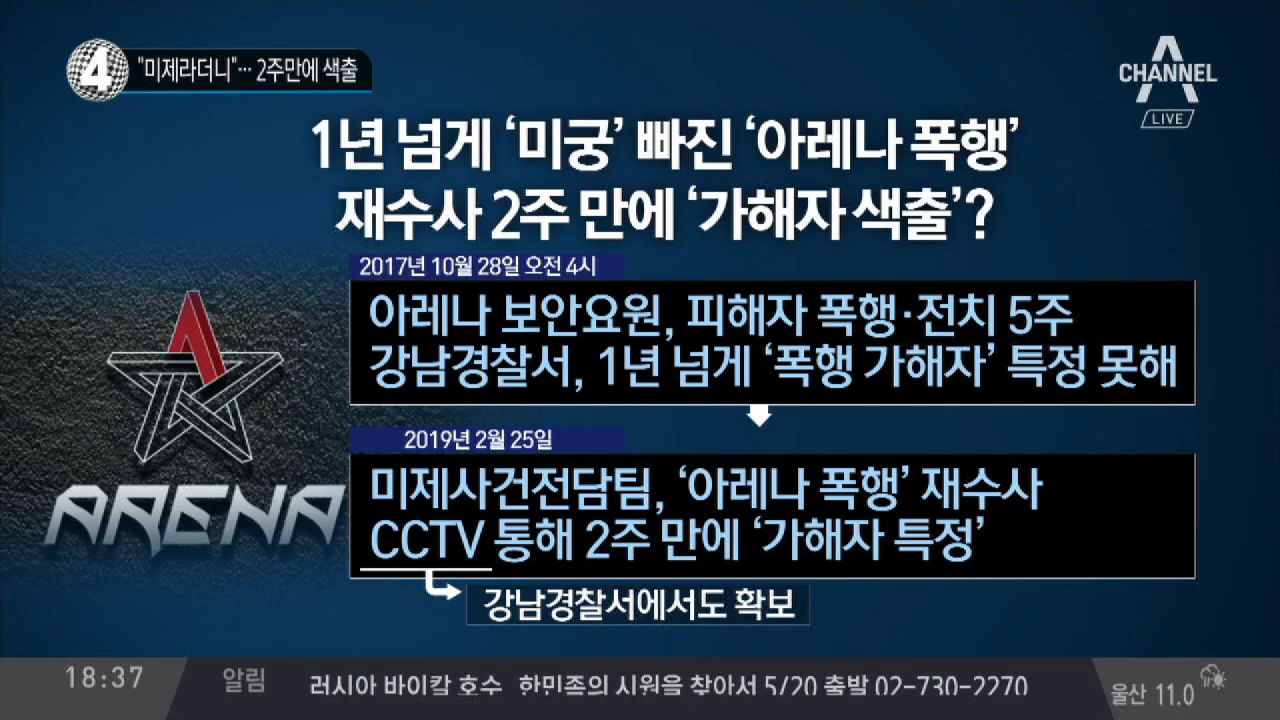 4 "미제라더니"… 2주만에 색출
CHANNEL A
LIVE
1년 넘게 ‘미궁’ 빠진 ‘아레나 폭행’
재수사 2주 만에 ‘가해자 색출’?
2017년 10월 28일 오전 4시
아레나 보안요원, 피해자 폭행·전치 5주
강남경찰서, 1년 넘게 ‘폭행 가해자’ 특정 못해
2019년 2월 25일
미제사건전담팀, ‘아레나 폭행’ 재수사
CCTV 통해 2주 만에 ‘가해자 특정’
강남경찰서에서도 확보
ARENA
18:37 알림 러시아 바이칼 호수 한민족의 시원을 찾아서 5/20 출발 02-730-2270 울산 11.0